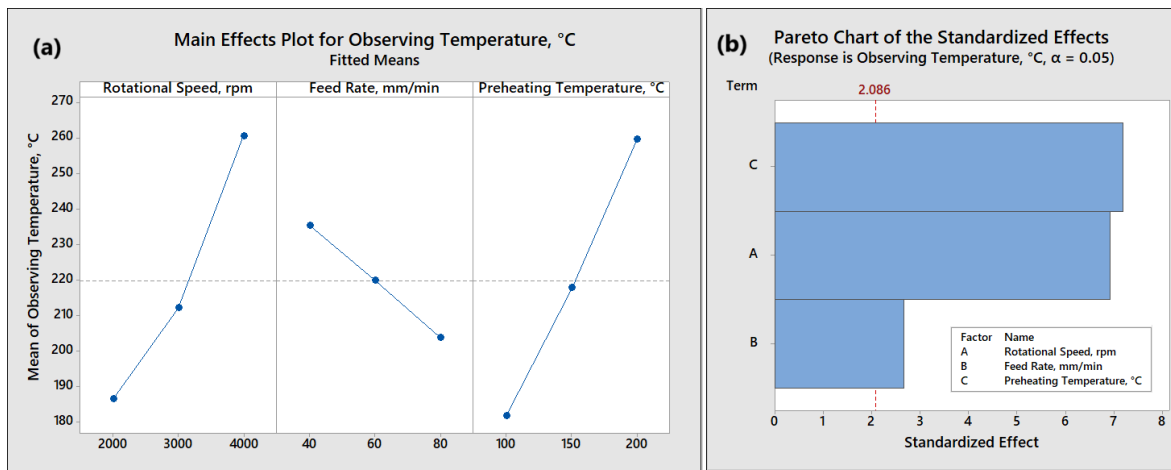 (a)
Main Effects Plot for Observing Temperature, °C
Fitted Means
Rotational Speed, rpm
Feed Rate, mm/min
Preheating Temperature, °C
Mean of Observing Temperature, °C
270
260
250
240
230
220
210
200
190
180
2000 3000 4000 40 60 80 100 150 200
(b)
Pareto Chart of the Standardized Effects
(Response is Observing Temperature, °C, α = 0.05)
Term
2.086
C
A
B
Factor Name
A Rotational Speed, rpm
B Feed Rate, mm/min
C Preheating Temperature, °C
0 1 2 3 4 5 6 7 8
Standardized Effect